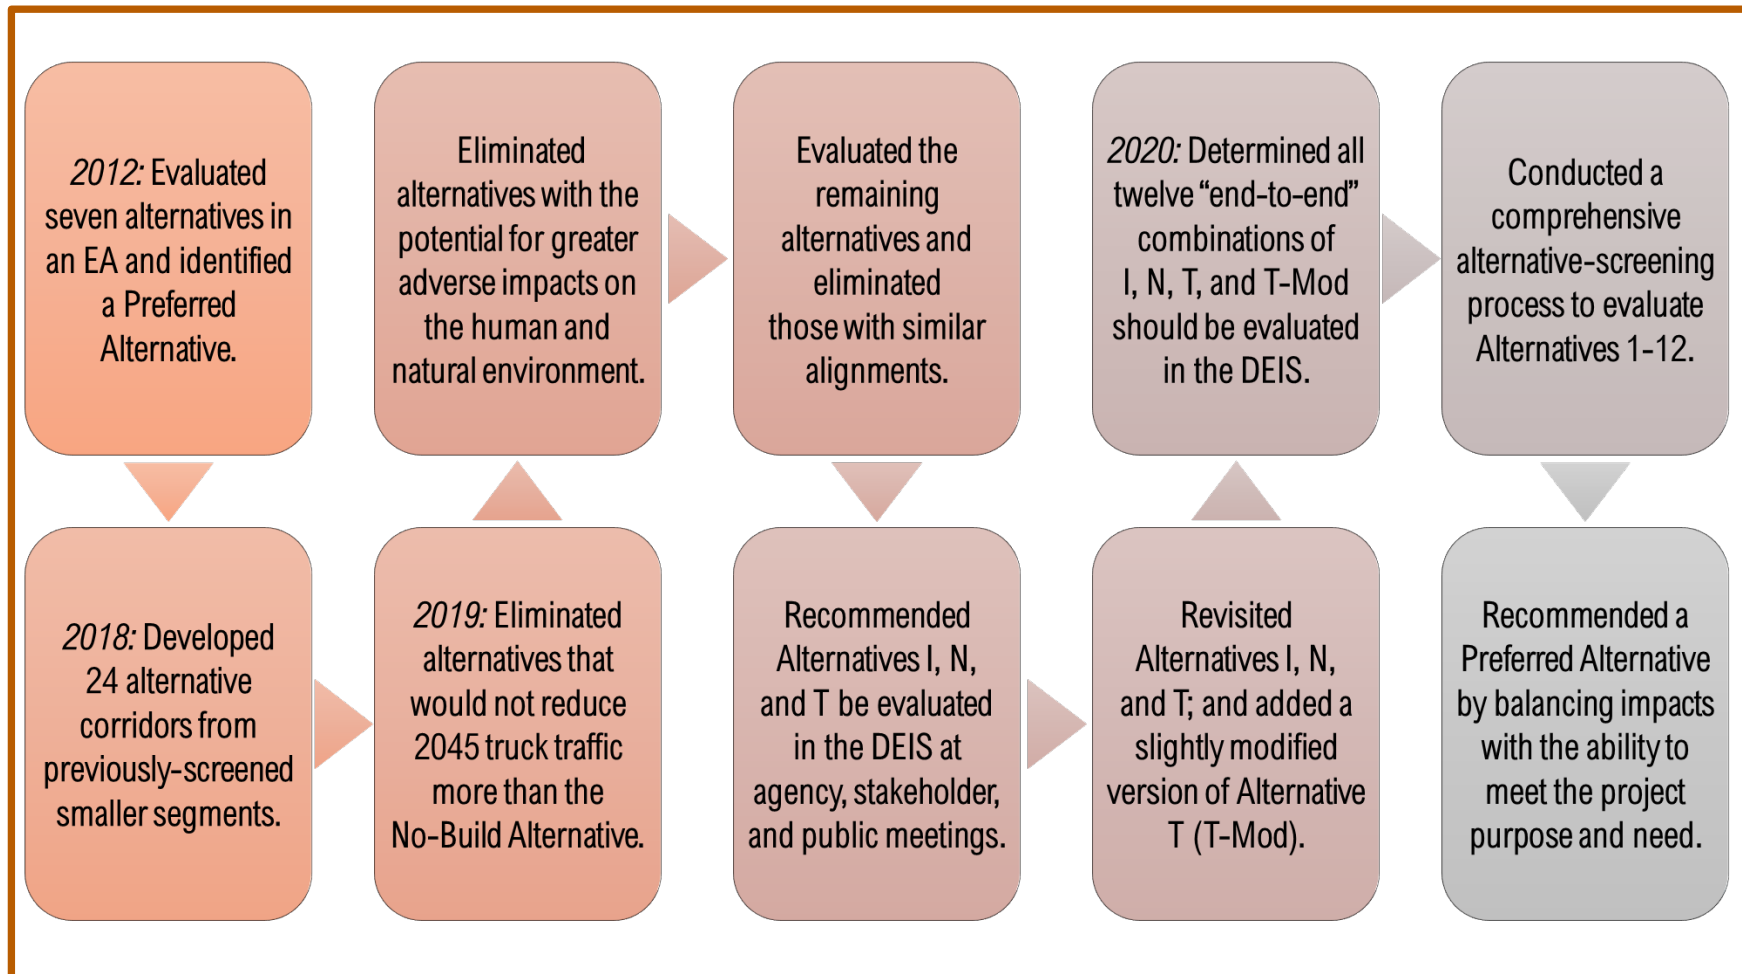 2012: Evaluated
seven alternatives in
an EA and identified
a Preferred
Alternative.
2018: Developed
24 alternative
corridors from
previously-screened
smaller segments.
2019: Eliminated
alternatives that
would not reduce
2045 truck traffic
more than the
No-Build Alternative.
Eliminated
alternatives with the
potential for greater
adverse impacts on
the human and
natural environment.
Evaluated the
remaining
alternatives and
eliminated
those with similar
alignments.
Recommended
Alternatives I, N,
and T be evaluated
in the DEIS at
agency, stakeholder,
and public meetings.
Revisited
Alternatives I, N,
and T; and added a
slightly modified
version of Alternative
T (T-Mod).
2020: Determined all
twelve “end-to-end”
combinations of
I, N, T, and T-Mod
should be evaluated
in the DEIS.
Conducted a
comprehensive
alternative-screening
process to evaluate
Alternatives 1-12.
Recommended a
Preferred Alternative
by balancing impacts
with the ability to
meet the project
purpose and need.